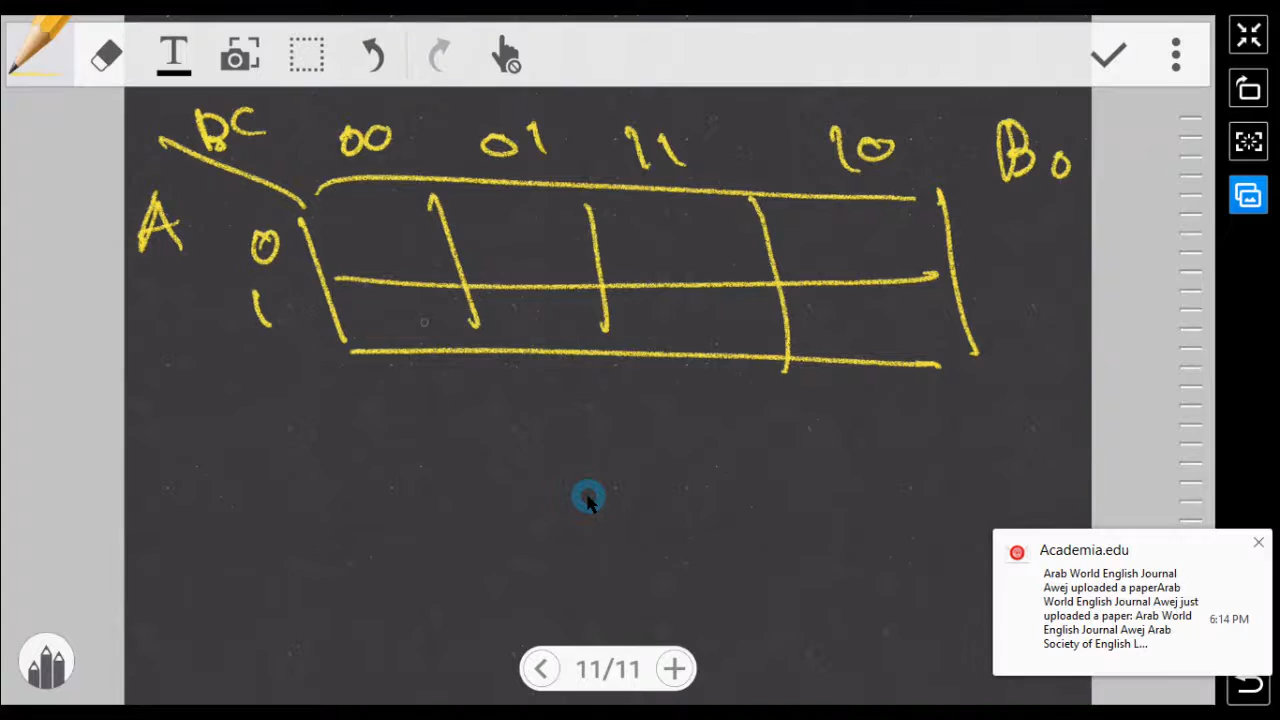 T
BC 00 01 11 10 B0
A 0
1
Academia.edu
Arab World English Journal
Awej uploaded a paperArab
World English Journal Awej just
uploaded a paper: Arab World
English Journal Awej Arab
Society of English L...
6:14 PM
11/11